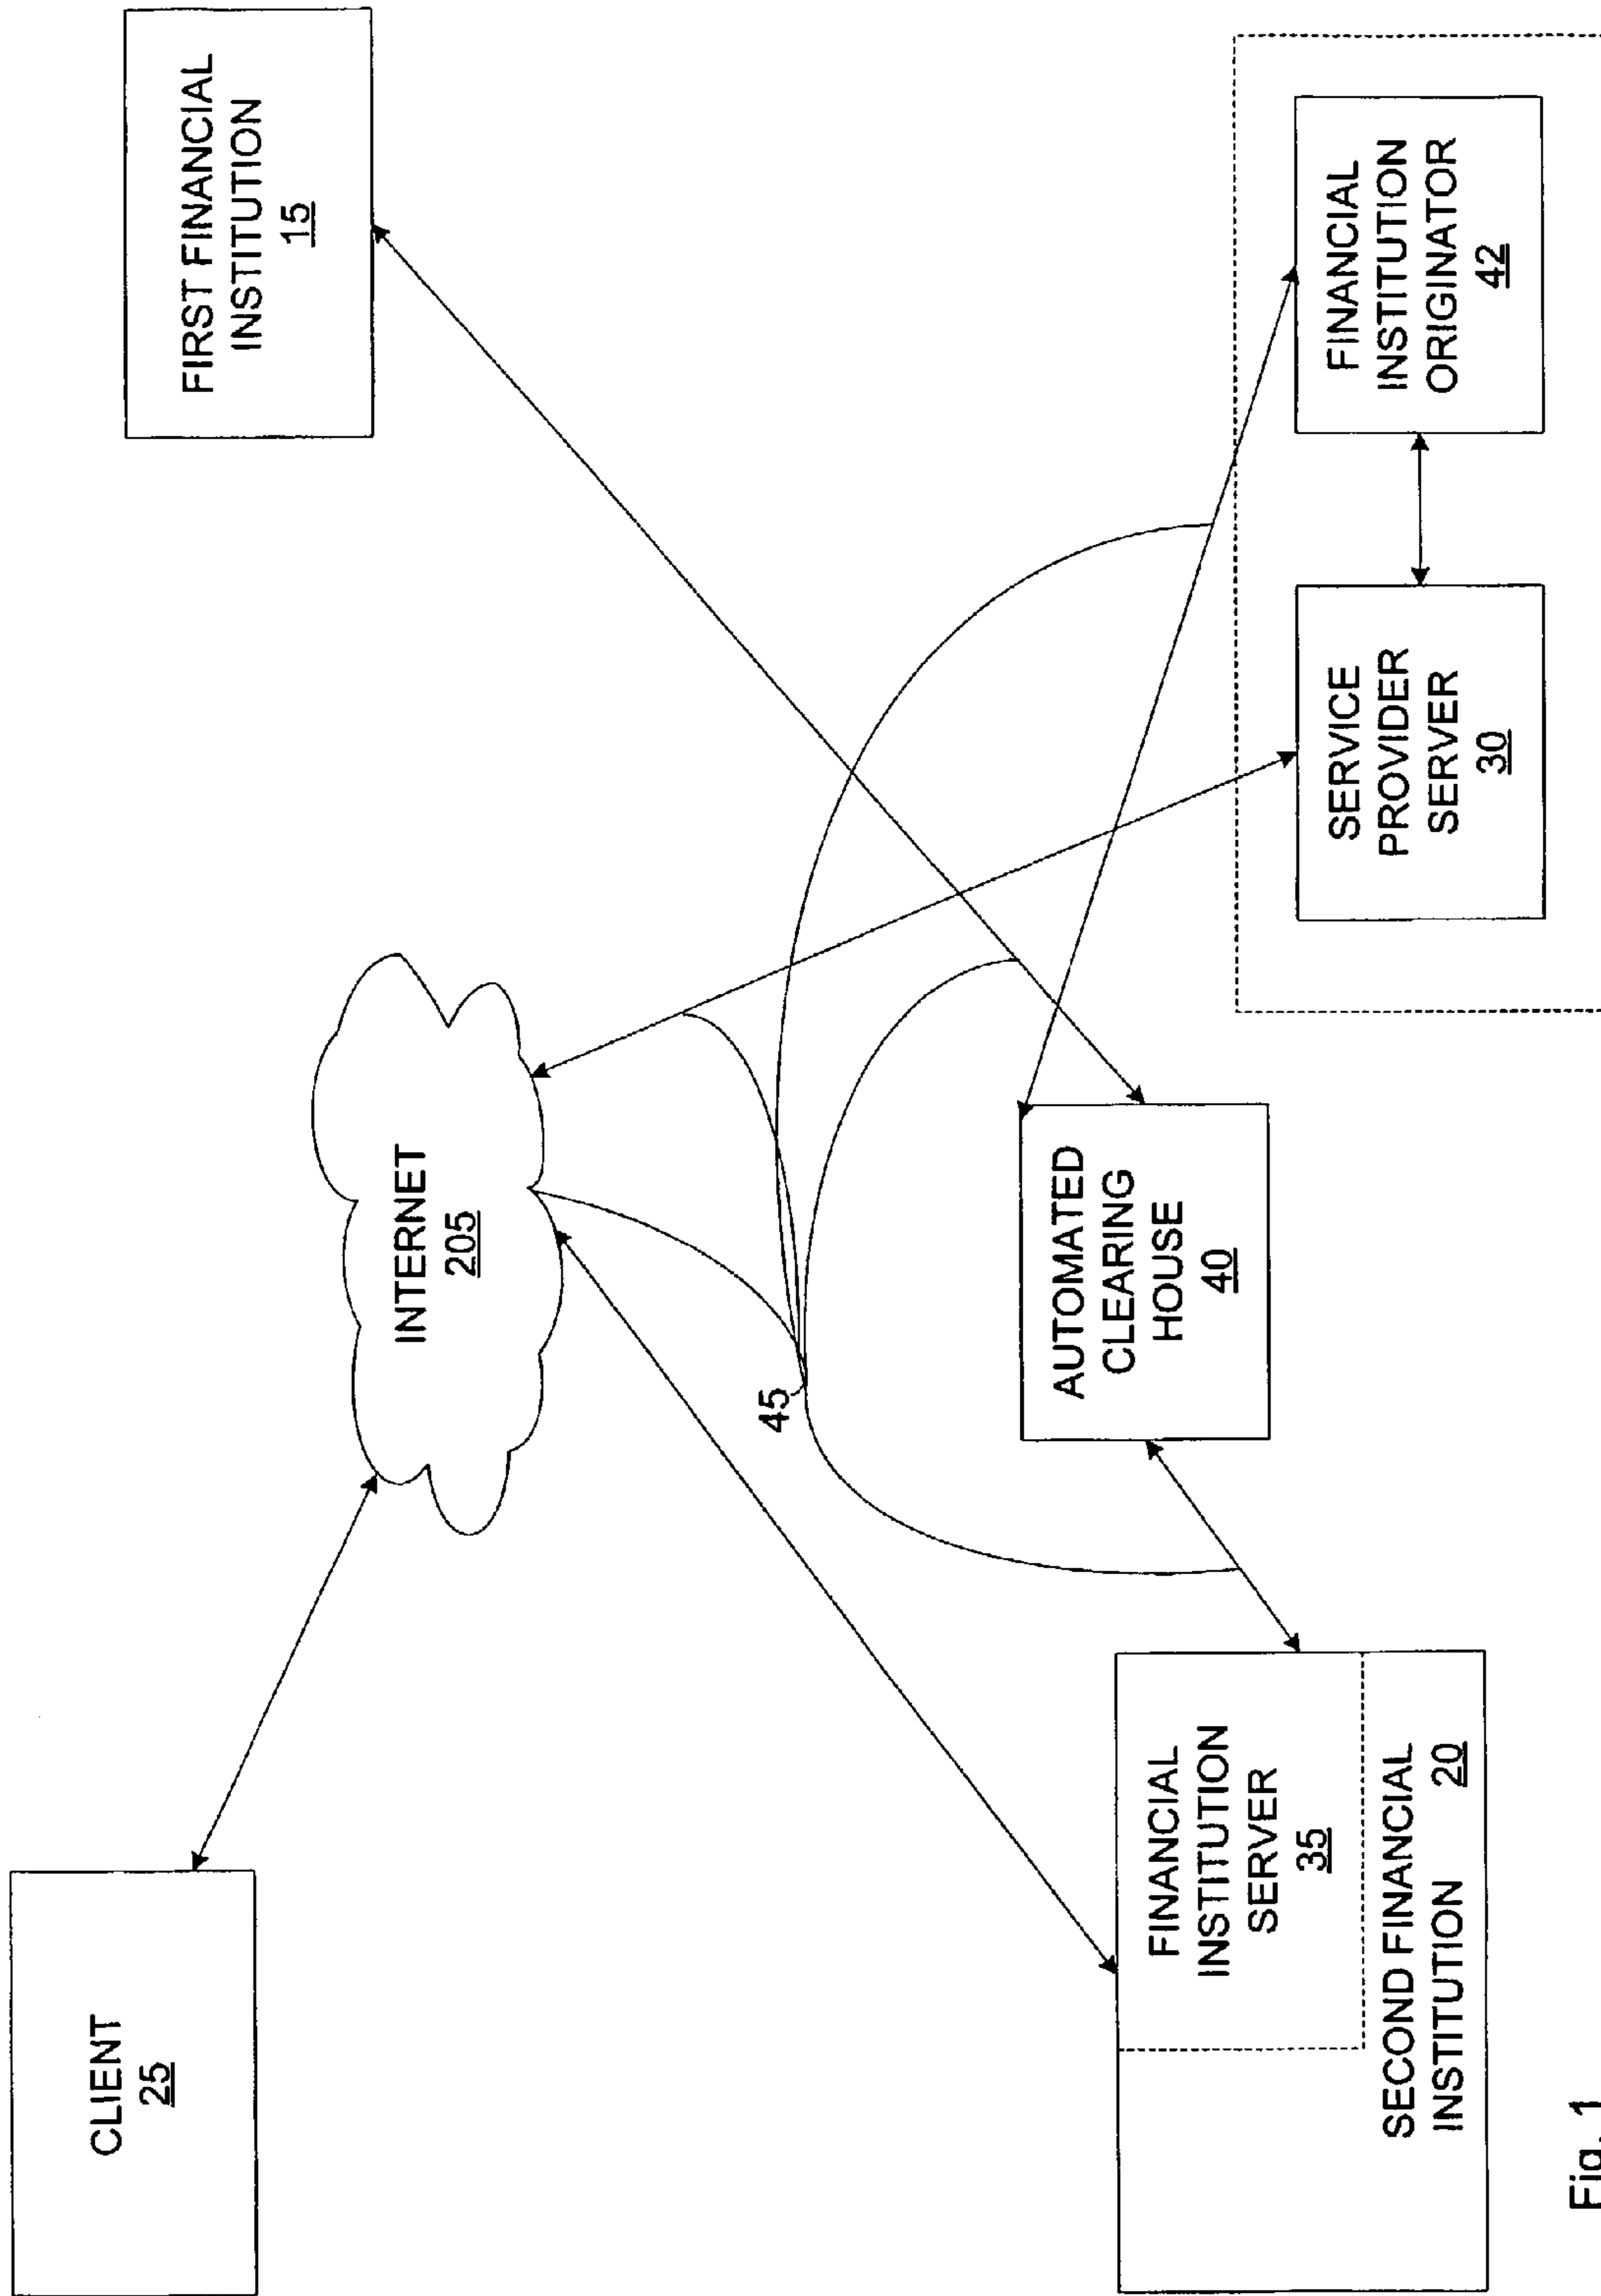 CLIENT
25
INTERNET
205
FIRST FINANCIAL
INSTITUTION
15
45
FINANCIAL
INSTITUTION
SERVER
35
SECOND FINANCIAL
INSTITUTION 20
AUTOMATED
CLEARING
HOUSE
40
SERVICE
PROVIDER
SERVER
30
FINANCIAL
INSTITUTION
ORIGINATOR
42
Fig. 1